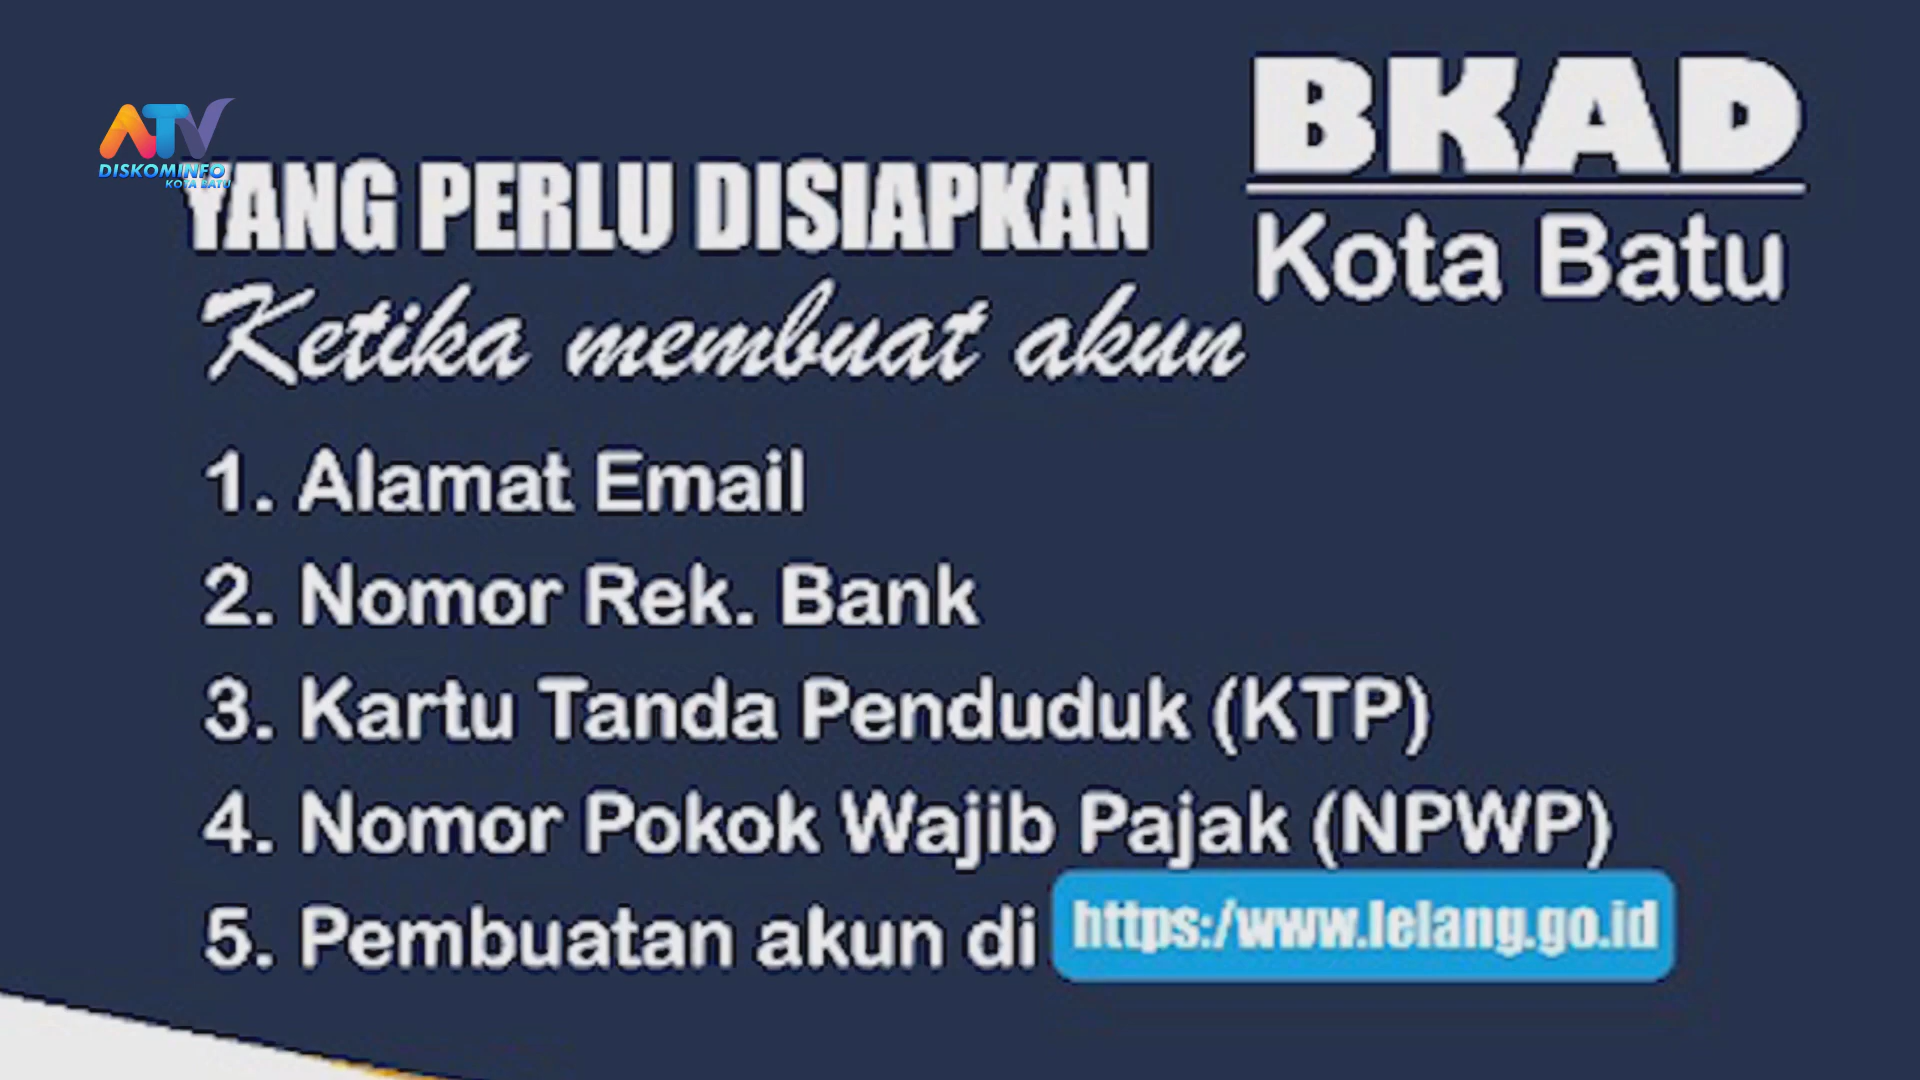 ATV
DISKOMINFO
KOTA BATU
BKAD
Kota Batu
YANG PERLU DISIAPKAN
Ketika membuat akun
1. Alamat Email
2. Nomor Rek. Bank
3. Kartu Tanda Penduduk (KTP)
4. Nomor Pokok Wajib Pajak (NPWP)
5. Pembuatan akun di https:/www.lelang.go.id